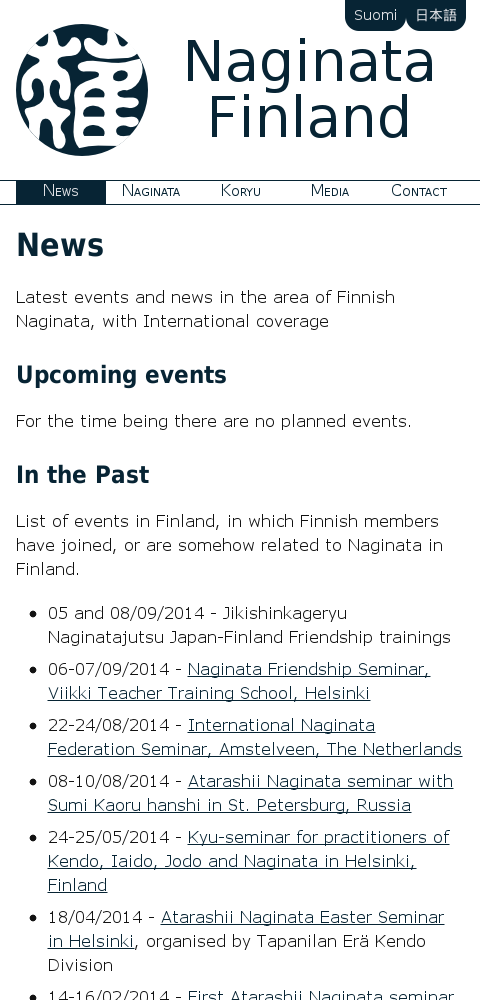 Suomi 日本語
Naginata
Finland
News Naginata Koryu Media Contact
News
Latest events and news in the area of Finnish
Naginata, with International coverage
Upcoming events
For the time being there are no planned events.
In the Past
List of events in Finland, in which Finnish members
have joined, or are somehow related to Naginata in
Finland.
05 and 08/09/2014 - Jikishinkageryu
Naginatajutsu Japan-Finland Friendship trainings
06-07/09/2014 - Naginata Friendship Seminar,
Viikki Teacher Training School, Helsinki
22-24/08/2014 - International Naginata
Federation Seminar, Amstelveen, The Netherlands
08-10/08/2014 - Atarashii Naginata seminar with
Sumi Kaoru hanshi in St. Petersburg, Russia
24-25/05/2014 - Kyu-seminar for practitioners of
Kendo, Iaido, Jodo and Naginata in Helsinki,
Finland
18/04/2014 - Atarashii Naginata Easter Seminar
in Helsinki, organised by Tapanilan Erä Kendo
Division
14-16/02/2014 - First Atarashii Naginata seminar